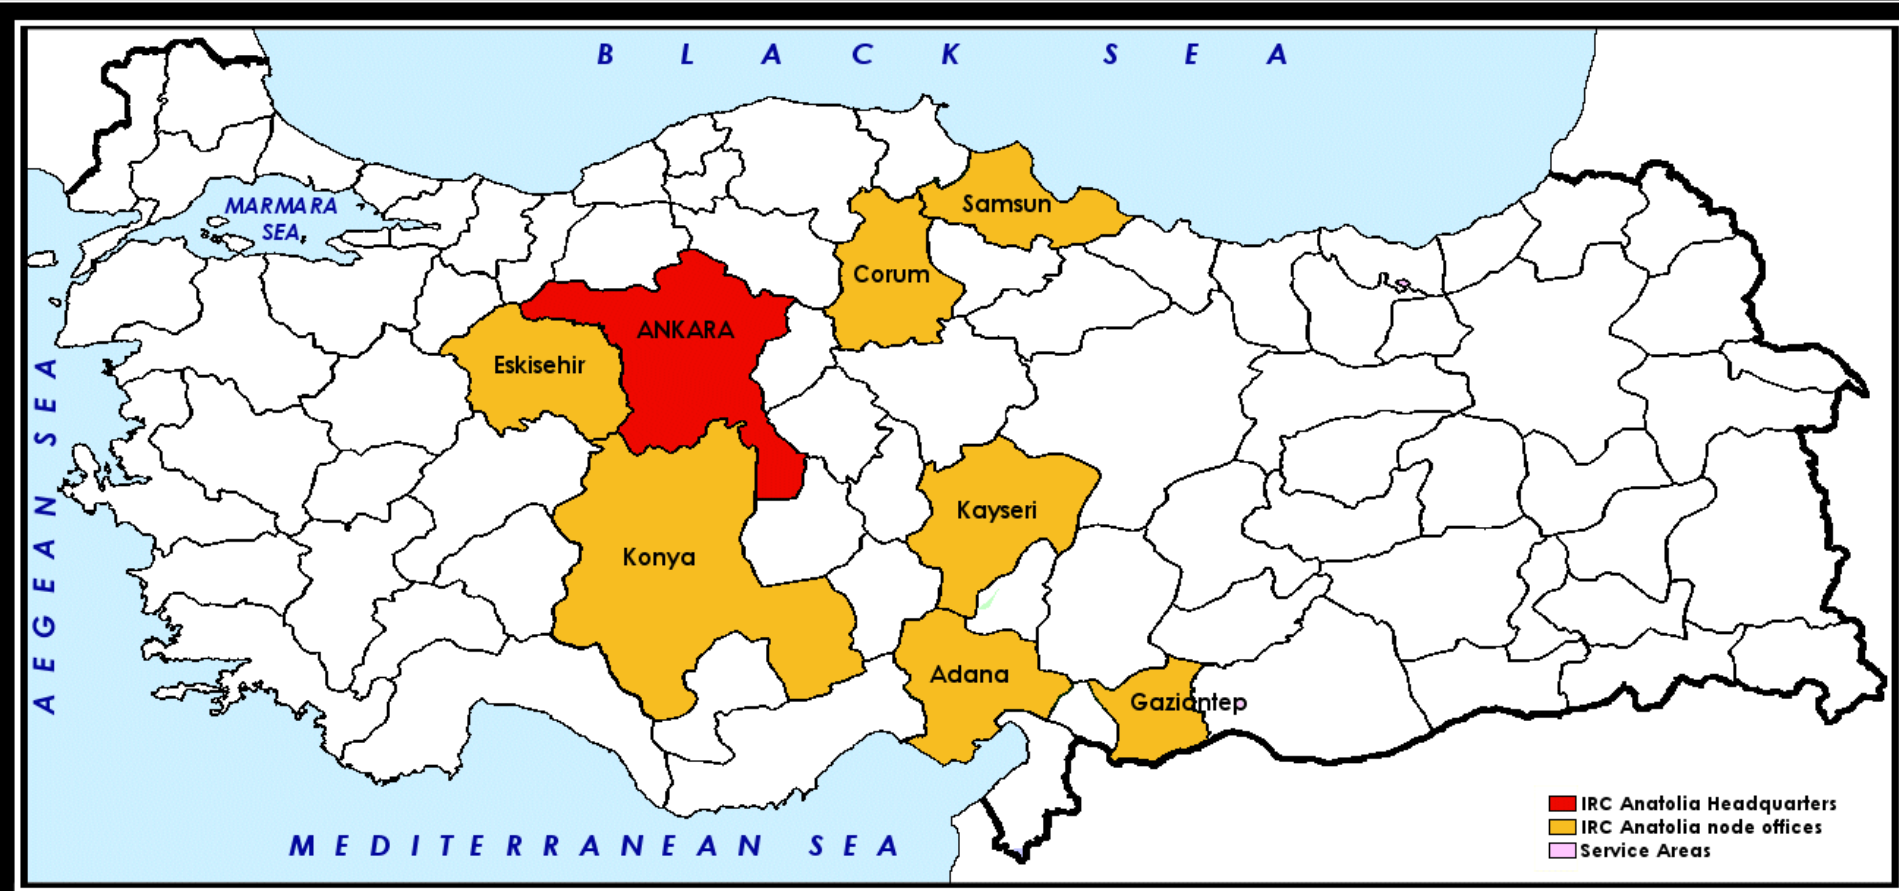 B L A C K S E A
MARMARA
SEA
Samsun
Corum
ANKARA
Eskisehir
Kayseri
Konya
Adana
Gaziantep
AEGEAN SEA
MEDITERRANEAN SEA
IRC Anatolia Headquarters
IRC Anatolia node offices
Service Areas